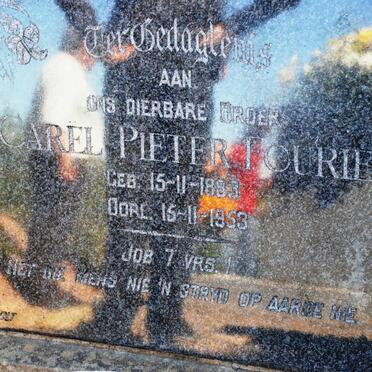 Ter Gedagtenis
AAN
ONS DIERBARE BROER
CAREL PIETER FOURIE
GEB. 15-11-1883
OORL. 15-11-1953
JOB 7 VRS. 1
HET DIE MENS NIE 'N STRYD OP AARDE NIE.